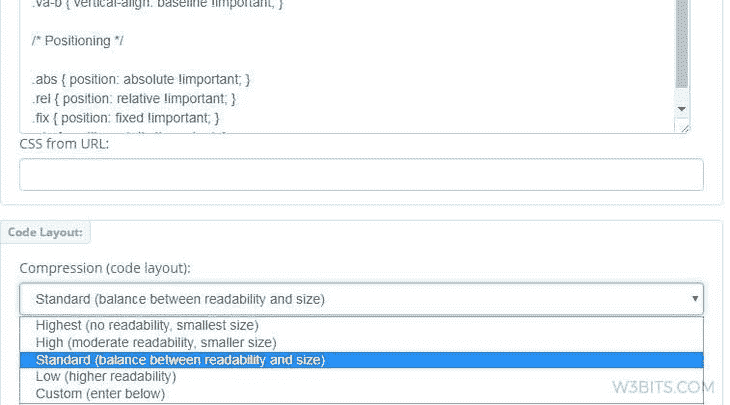 .va-b { vertical-align: baseline !important; }
/* Positioning */
.abs { position: absolute !important; }
.rel { position: relative !important; }
.fix { position: fixed !important; }
CSS from URL:
Code Layout:
Compression (code layout):
Standard (balance between readability and size)
Highest (no readability, smallest size)
High (moderate readability, smaller size)
Standard (balance between readability and size)
Low (higher readability)
Custom (enter below)
W3BITS.COM